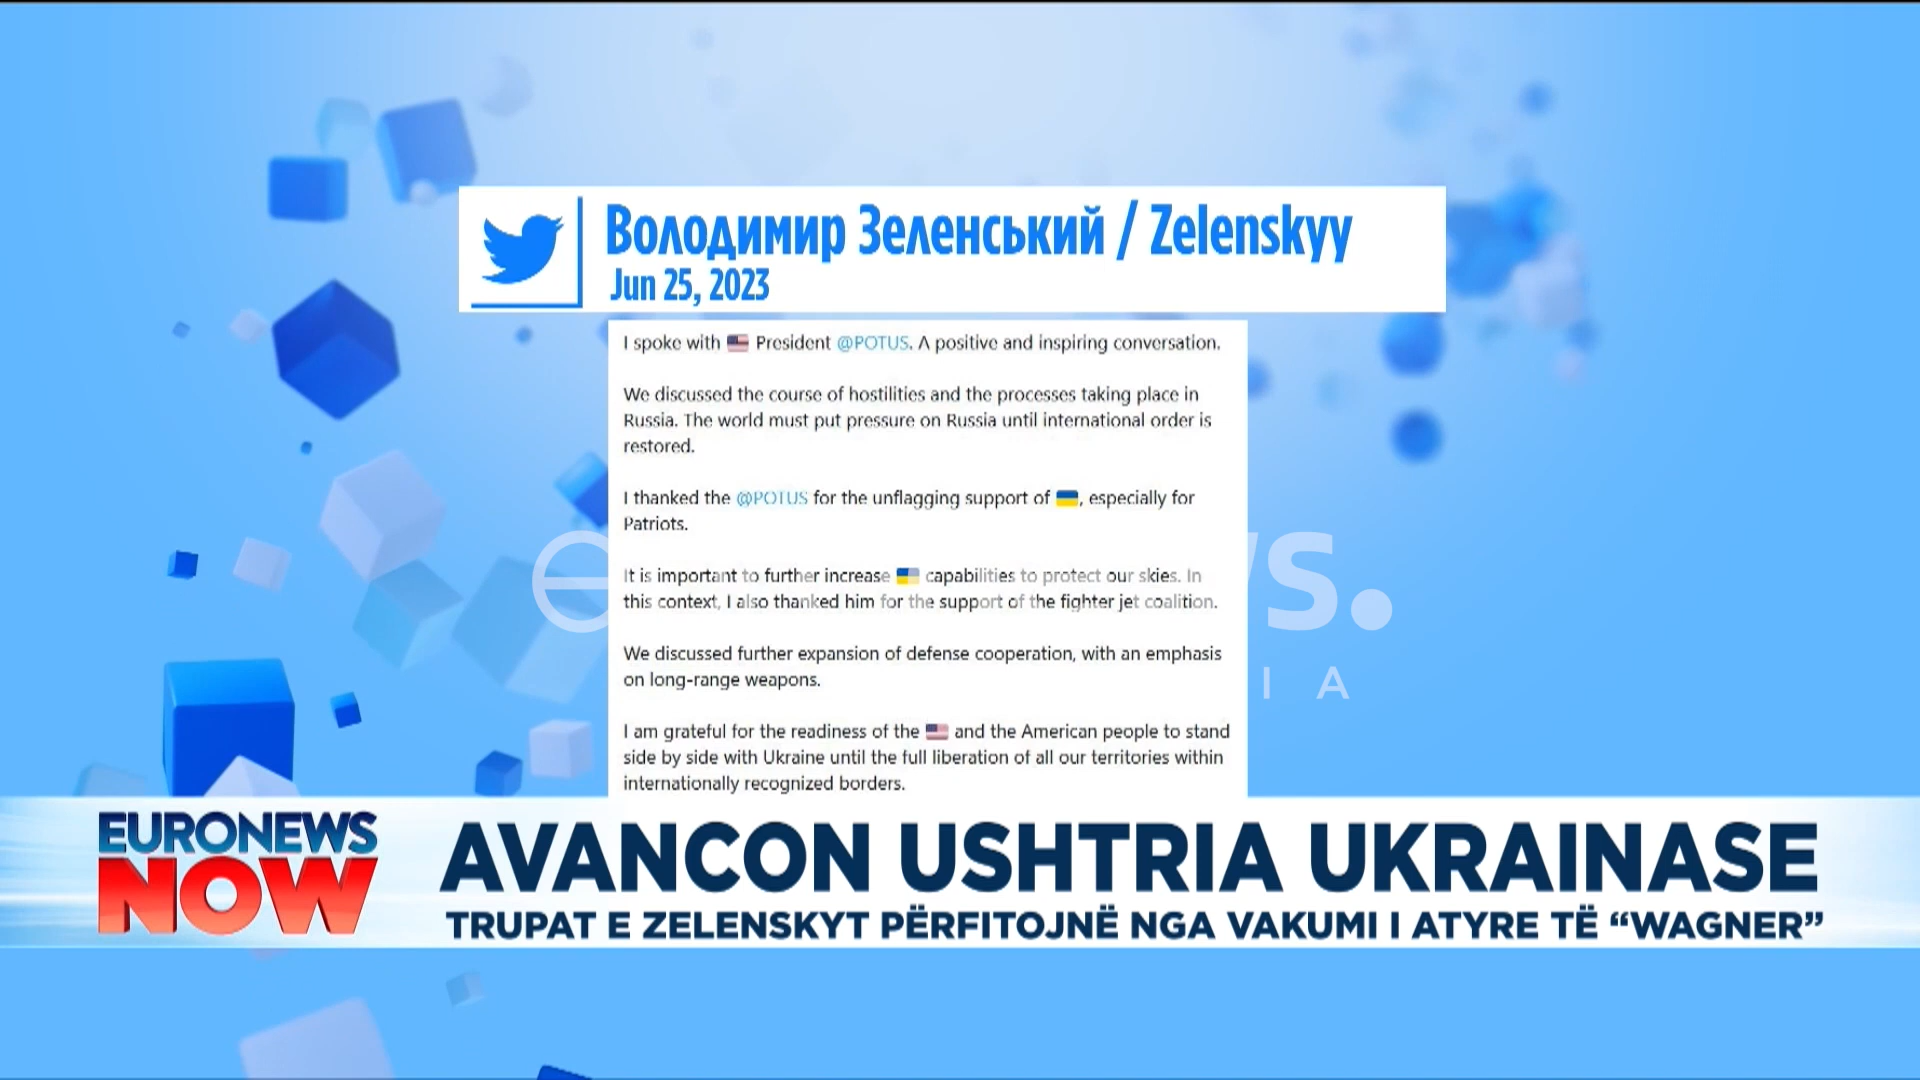 Володимир Зеленський / Zelenskyy
Jun 25, 2023
I spoke with 🇺🇸 President @POTUS. A positive and inspiring conversation.
We discussed the course of hostilities and the processes taking place in
Russia. The world must put pressure on Russia until international order is
restored.
I thanked the @POTUS for the unflagging support of 🇺🇦, especially for
Patriots.
It is important to further increase 🇺🇦 capabilities to protect our skies. In
this context, I also thanked him for the support of the fighter jet coalition.
We discussed further expansion of defense cooperation, with an emphasis
on long-range weapons.
I am grateful for the readiness of the 🇺🇸 and the American people to stand
side by side with Ukraine until the full liberation of all our territories within
internationally recognized borders.
EURONEWS
NOW
AVANCON USHTRIA UKRAINASE
TRUPAT E ZELENSKYT PËRFITOJNË NGA VAKUMI I ATYRE TË “WAGNER”